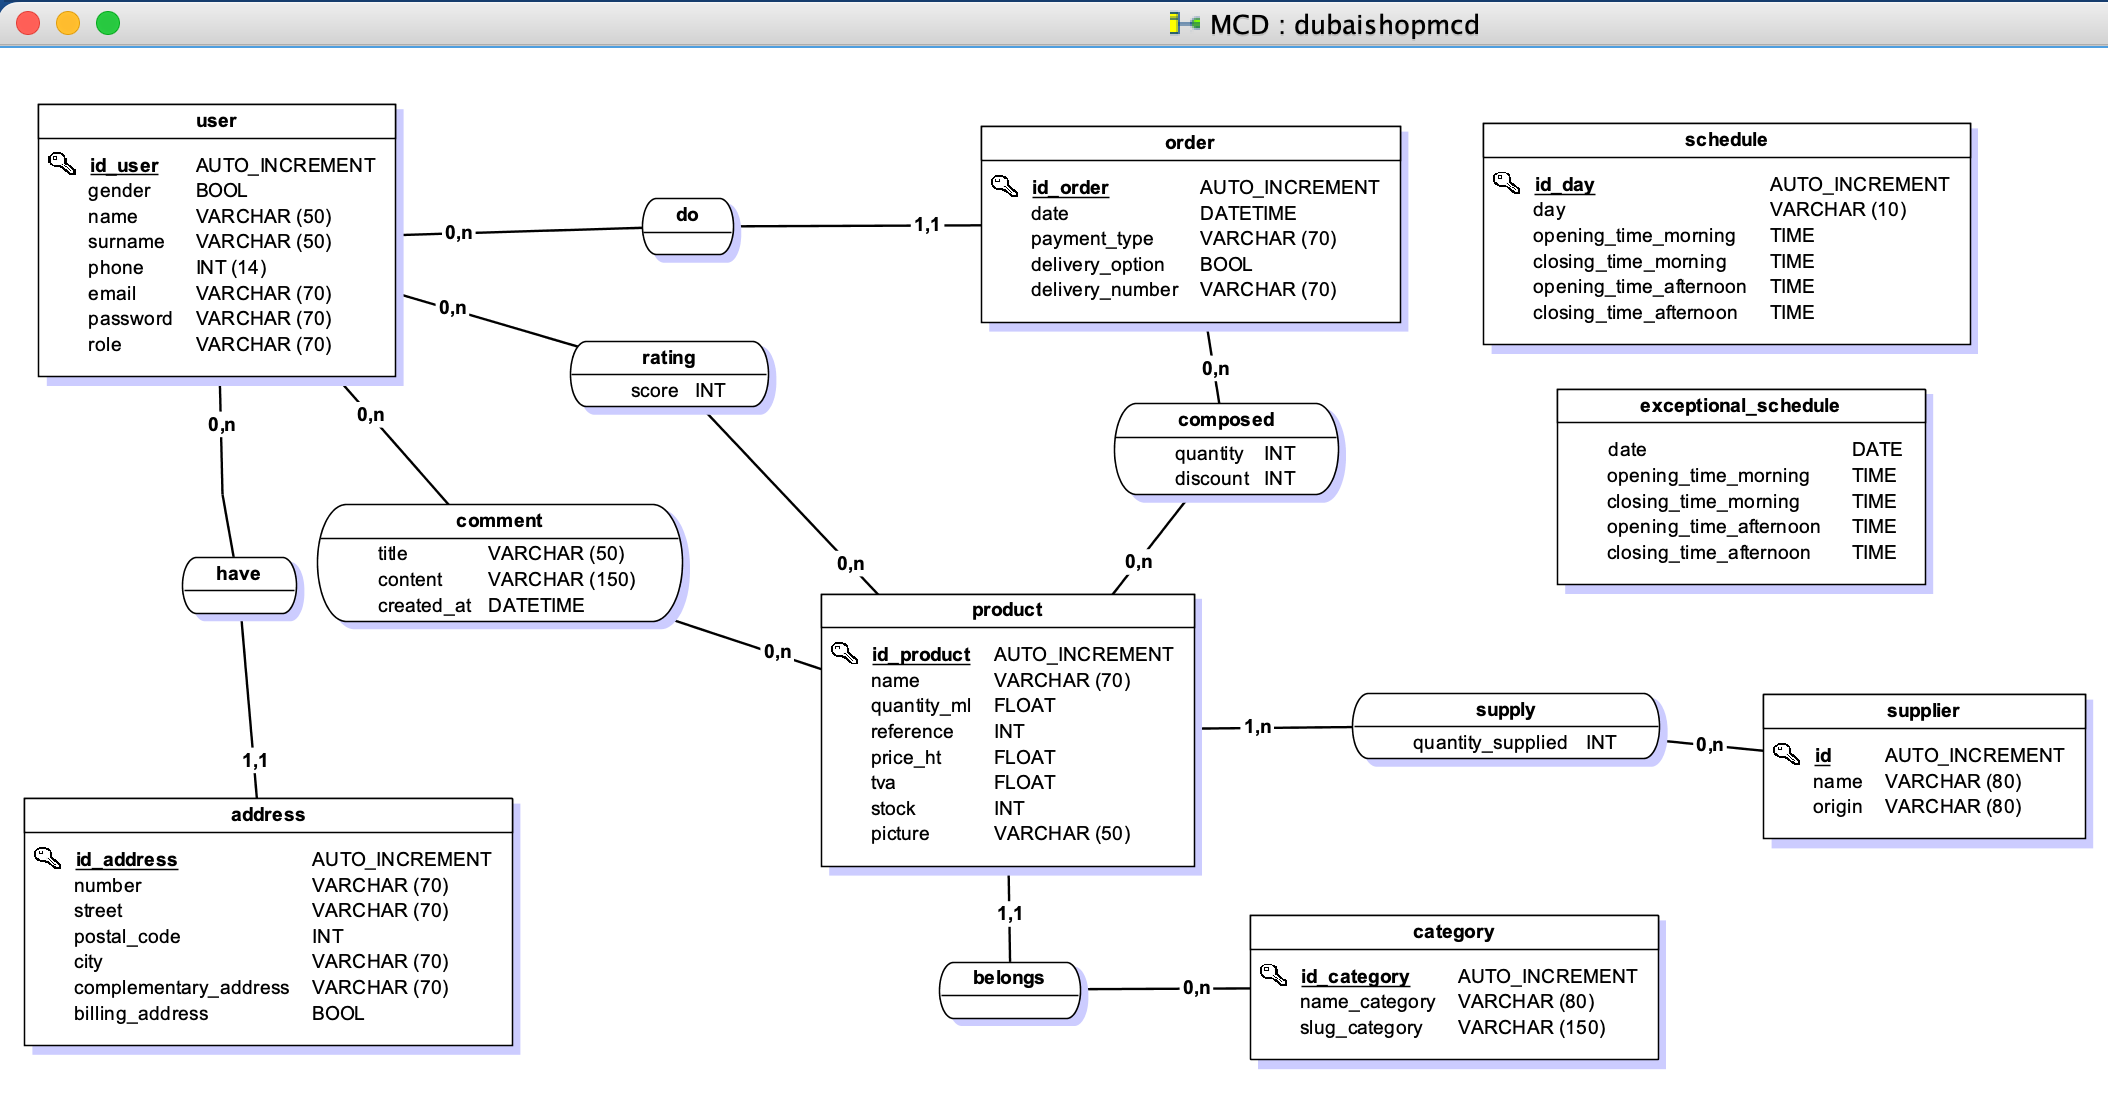 MCD : dubaishopmcd
user
id_user AUTO_INCREMENT
gender BOOL
name VARCHAR (50)
surname VARCHAR (50)
phone INT (14)
email VARCHAR (70)
password VARCHAR (70)
role VARCHAR (70)
0,n
do
1,1
order
id_order AUTO_INCREMENT
date DATETIME
payment_type VARCHAR (70)
delivery_option BOOL
delivery_number VARCHAR (70)
schedule
id_day AUTO_INCREMENT
day VARCHAR (10)
opening_time_morning TIME
closing_time_morning TIME
opening_time_afternoon TIME
closing_time_afternoon TIME
0,n
rating
score INT
0,n
0,n
composed
quantity INT
discount INT
0,n
exceptional_schedule
date DATE
opening_time_morning TIME
closing_time_morning TIME
opening_time_afternoon TIME
closing_time_afternoon TIME
0,n
have
1,1
0,n
comment
title VARCHAR (50)
content VARCHAR (150)
created_at DATETIME
0,n
product
id_product AUTO_INCREMENT
name VARCHAR (70)
quantity_ml FLOAT
reference INT
price_ht FLOAT
tva FLOAT
stock INT
picture VARCHAR (50)
1,n
supply
quantity_supplied INT
0,n
supplier
id AUTO_INCREMENT
name VARCHAR (80)
origin VARCHAR (80)
address
id_address AUTO_INCREMENT
number VARCHAR (70)
street VARCHAR (70)
postal_code INT
city VARCHAR (70)
complementary_address VARCHAR (70)
billing_address BOOL
1,1
belongs
0,n
category
id_category AUTO_INCREMENT
name_category VARCHAR (80)
slug_category VARCHAR (150)